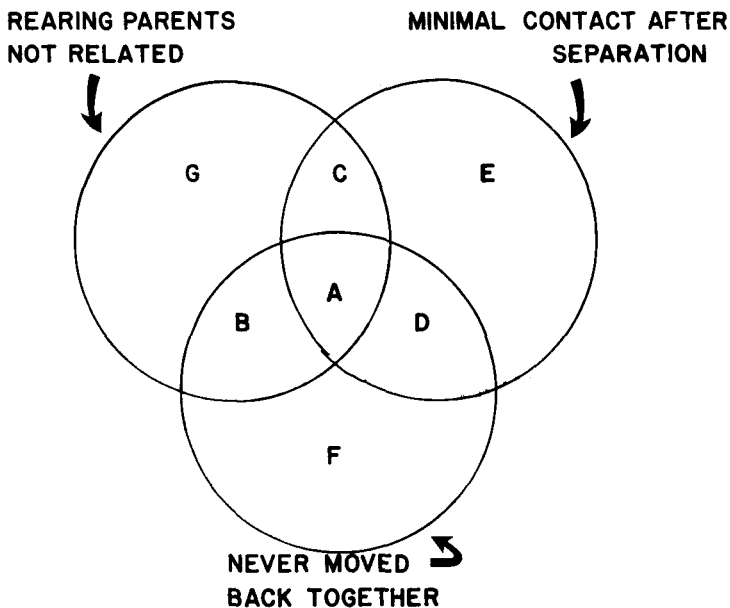 REARING PARENTS
NOT RELATED
MINIMAL CONTACT AFTER
SEPARATION
G
C
E
A
B
D
F
NEVER MOVED
BACK TOGETHER